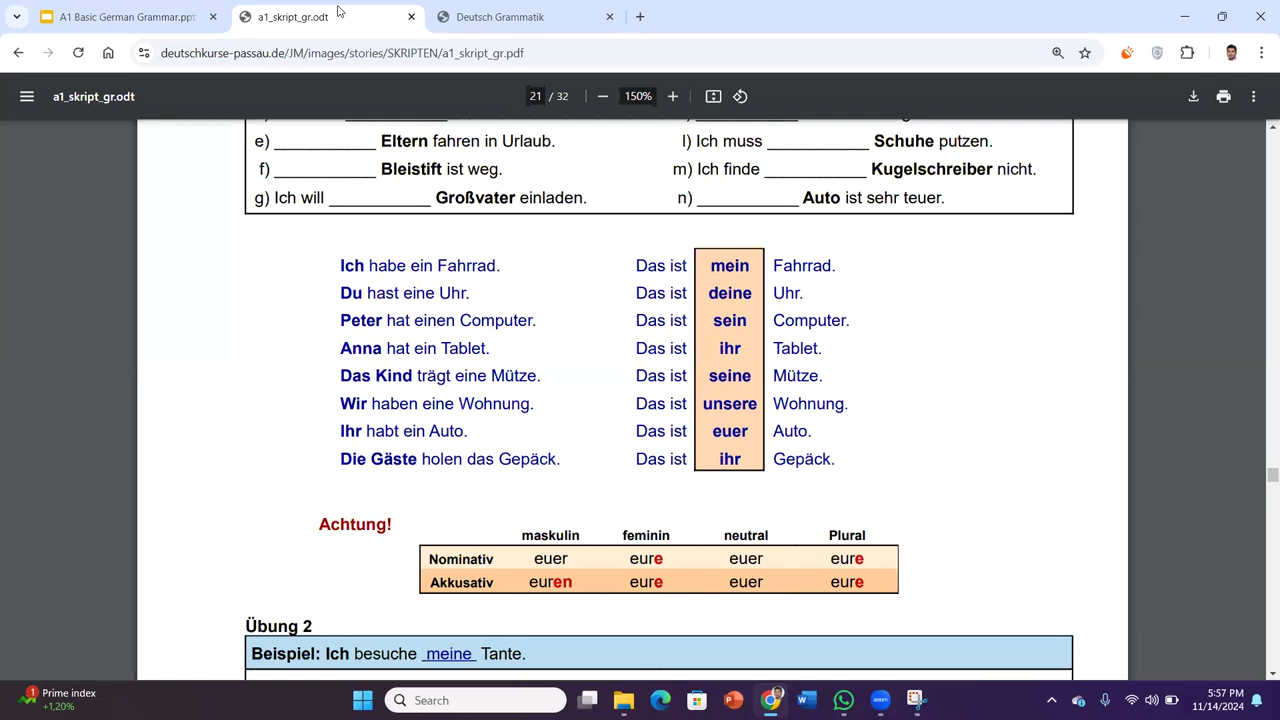 A1 Basic German Grammar.ppt:
a1_skript_gr.odt
Deutsch Grammatik
deutschkurse-passau.de/JM/images/stories/SKRIPTEN/a1_skript_gr.pdf
a1_skript_gr.odt
21 / 32
150%
e) ___________ Eltern fahren in Urlaub.
l) Ich muss ___________ Schuhe putzen.
f) ___________ Bleistift ist weg.
m) Ich finde ___________ Kugelschreiber nicht.
g) Ich will ___________ Großvater einladen.
n) ___________ Auto ist sehr teuer.
Ich habe ein Fahrrad. Das ist mein Fahrrad.
Du hast eine Uhr. Das ist deine Uhr.
Peter hat einen Computer. Das ist sein Computer.
Anna hat ein Tablet. Das ist ihr Tablet.
Das Kind trägt eine Mütze. Das ist seine Mütze.
Wir haben eine Wohnung. Das ist unsere Wohnung.
Ihr habt ein Auto. Das ist euer Auto.
Die Gäste holen das Gepäck. Das ist ihr Gepäck.
Achtung!
maskulin feminin neutral Plural
Nominativ euer eure euer eure
Akkusativ euren eure euer eure
Übung 2
Beispiel: Ich besuche meine Tante.
1
Prime index
+1,20%
Search
zoom
5:57 PM
11/14/2024